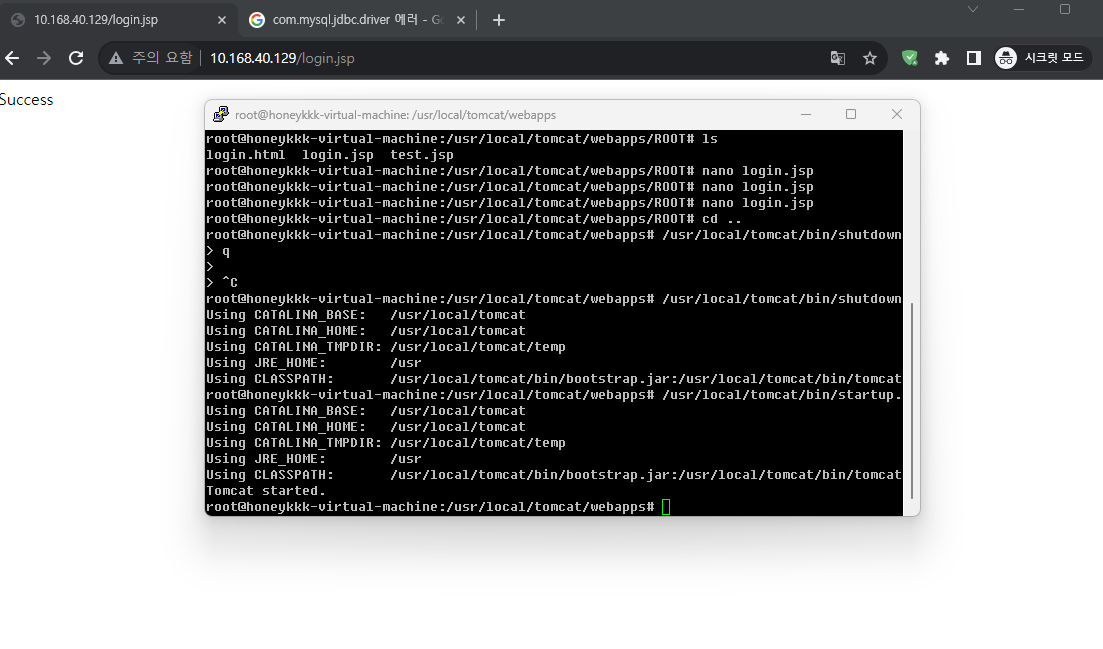 10.168.40.129/login.jsp
com.mysql.jdbc.driver 에러 - Go
주의 요함
10.168.40.129/login.jsp
시크릿 모드
Success
root@honeykkk-virtual-machine: /usr/local/tomcat/webapps
root@honeykkk-virtual-machine:/usr/local/tomcat/webapps/ROOT# ls
login.html  login.jsp  test.jsp
root@honeykkk-virtual-machine:/usr/local/tomcat/webapps/ROOT# nano login.jsp
root@honeykkk-virtual-machine:/usr/local/tomcat/webapps/ROOT# nano login.jsp
root@honeykkk-virtual-machine:/usr/local/tomcat/webapps/ROOT# nano login.jsp
root@honeykkk-virtual-machine:/usr/local/tomcat/webapps/ROOT# cd ..
root@honeykkk-virtual-machine:/usr/local/tomcat/webapps# /usr/local/tomcat/bin/shutdown
> q
>
> ^C
root@honeykkk-virtual-machine:/usr/local/tomcat/webapps# /usr/local/tomcat/bin/shutdown
Using CATALINA_BASE:   /usr/local/tomcat
Using CATALINA_HOME:   /usr/local/tomcat
Using CATALINA_TMPDIR: /usr/local/tomcat/temp
Using JRE_HOME:        /usr
Using CLASSPATH:       /usr/local/tomcat/bin/bootstrap.jar:/usr/local/tomcat/bin/tomcat
root@honeykkk-virtual-machine:/usr/local/tomcat/webapps# /usr/local/tomcat/bin/startup.
Using CATALINA_BASE:   /usr/local/tomcat
Using CATALINA_HOME:   /usr/local/tomcat
Using CATALINA_TMPDIR: /usr/local/tomcat/temp
Using JRE_HOME:        /usr
Using CLASSPATH:       /usr/local/tomcat/bin/bootstrap.jar:/usr/local/tomcat/bin/tomcat
Tomcat started.
root@honeykkk-virtual-machine:/usr/local/tomcat/webapps#